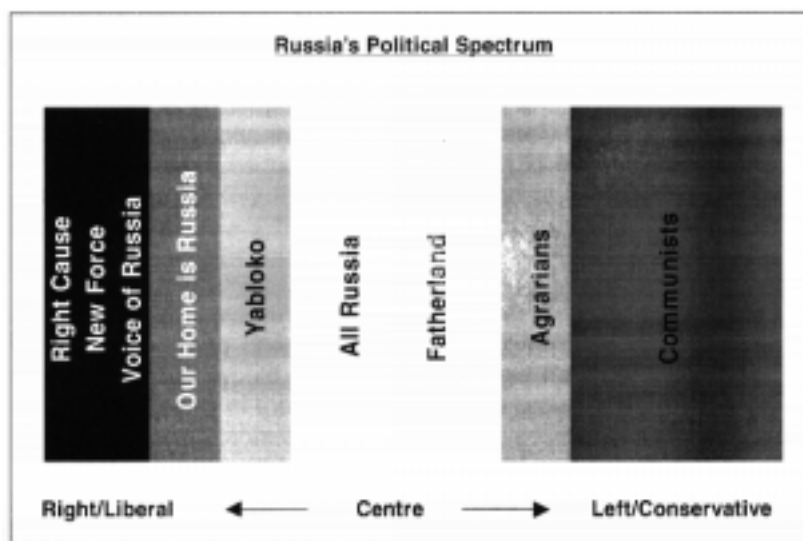 Russia's Political Spectrum
Right Cause
New Force
Voice of Russia
Our Home is Russia
Yabloko
All Russia
Fatherland
Agrarians
Communists
Right/Liberal
Centre
Left/Conservative